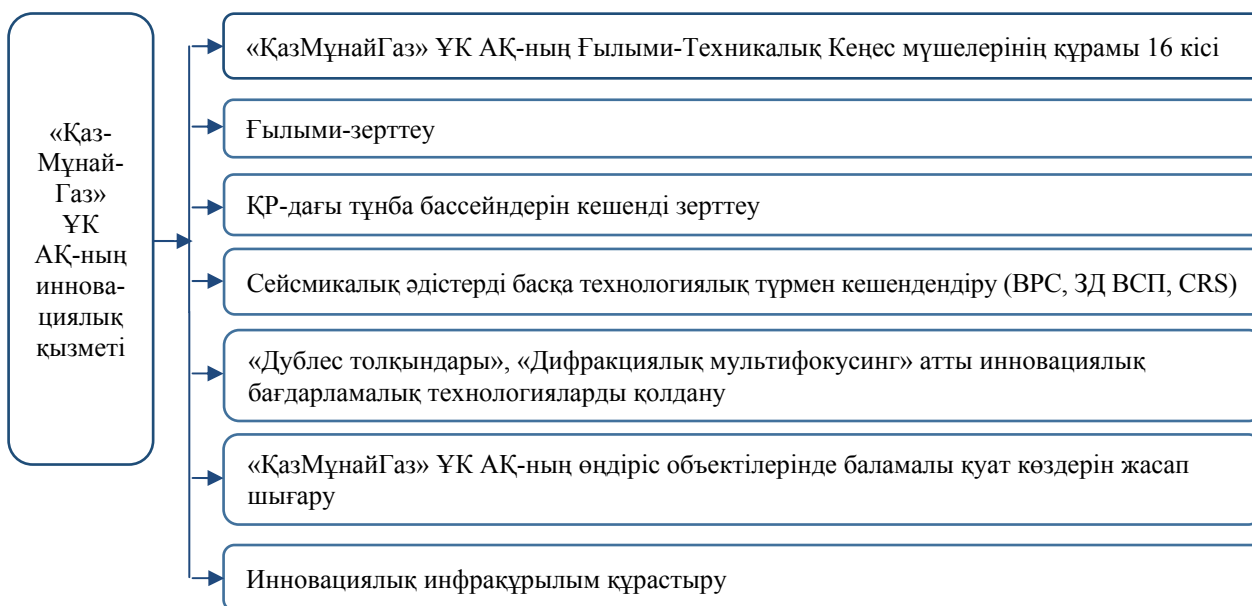 «Қаз-
Мұнай-
Газ»
ҰК
АҚ-ның
иннова-
циялық
қызметі
«ҚазМұнайГаз» ҰК АҚ-ның Ғылыми-Техникалық Кеңес мүшелерінің құрамы 16 кісі
Ғылыми-зерттеу
ҚР-дағы тұнба бассейндерін кешенді зерттеу
Сейсмикалық әдістерді басқа технологиялық түрмен кешендендіру (ВРС, 3Д ВСП, CRS)
«Дублес толқындары», «Дифракциялық мультифокусинг» атты инновациялық
бағдарламалық технологияларды қолдану
«ҚазМұнайГаз» ҰК АҚ-ның өңдіріс объектілерінде баламалы қуат көздерін жасап
шығару
Инновациялық инфрақұрылым құрастыру